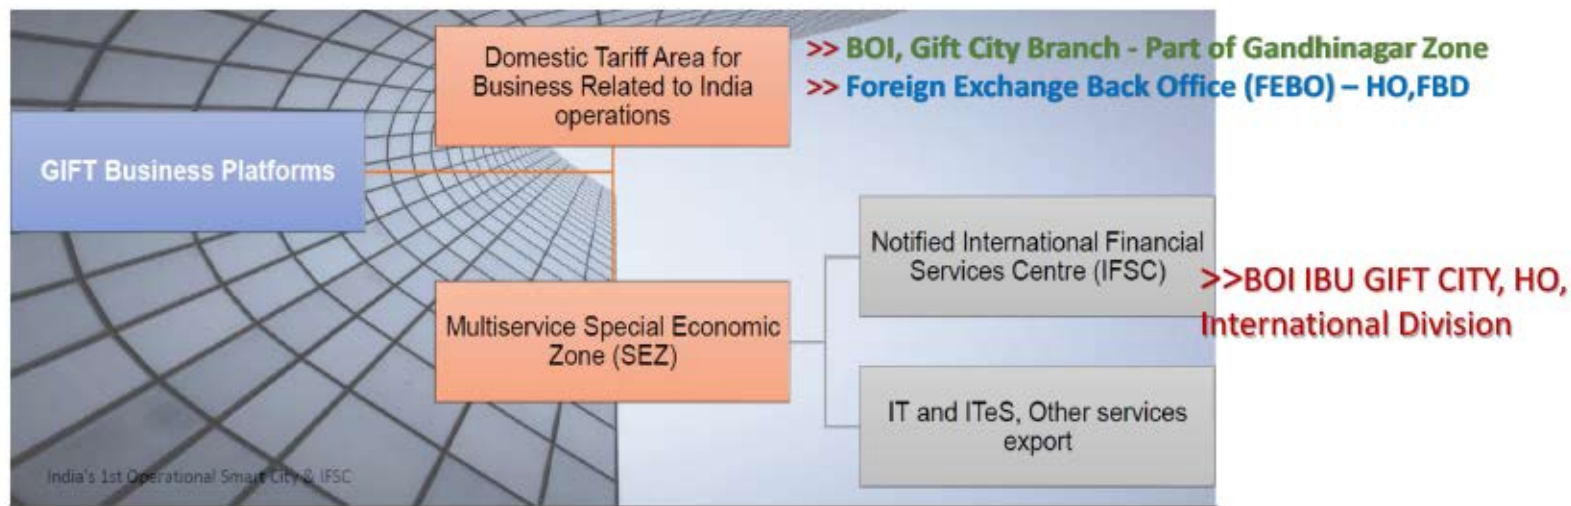 Domestic Tariff Area for
Business Related to India
operations
>> BOI, Gift City Branch - Part of Gandhinagar Zone
>> Foreign Exchange Back Office (FEBO) – HO,FBD
GIFT Business Platforms
Notified International Financial
Services Centre (IFSC)
>>BOI IBU GIFT CITY, HO,
International Division
Multiservice Special Economic
Zone (SEZ)
IT and ITeS, Other services
export
India's 1st Operational Smart City & IFSC